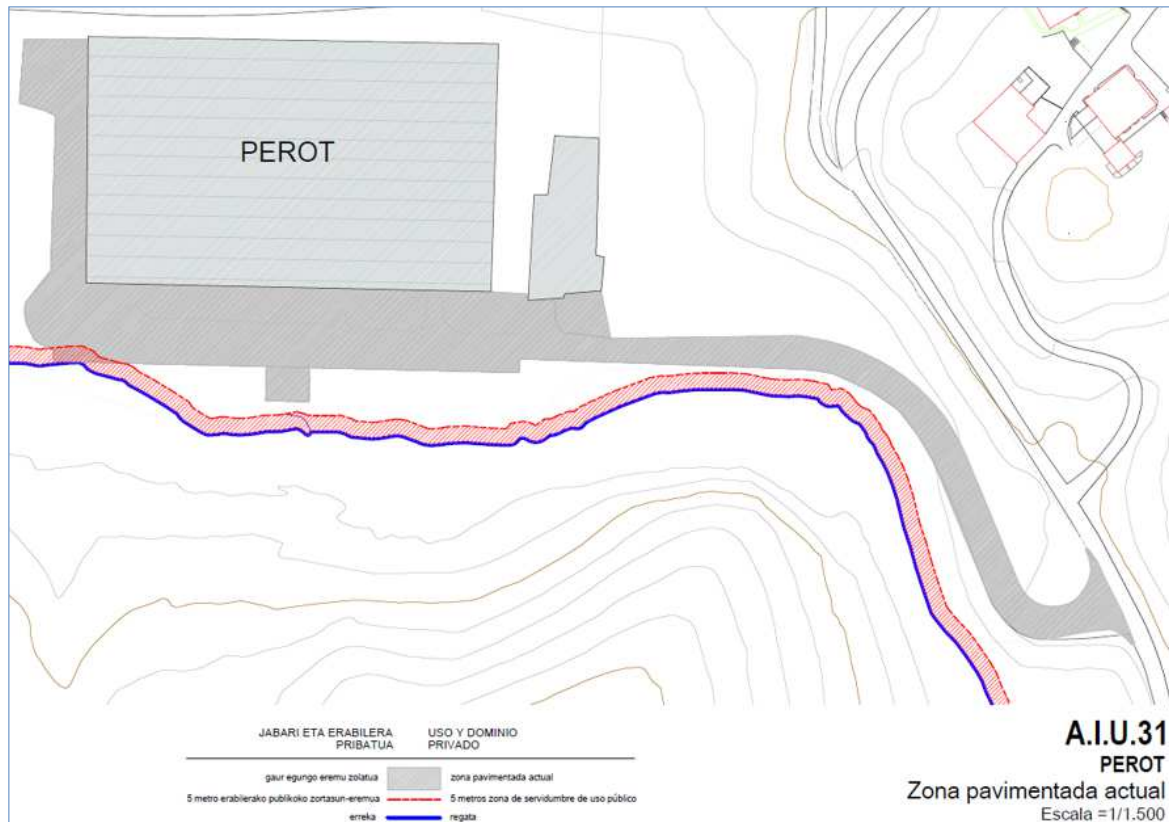 PEROT
JABARI ETA ERABILERA PRIBATUA
USO Y DOMINIO PRIVADO
gaur egungo eremu zolatua
zona pavimentada actual
5 metro erabilerako publikoko zortasun-eremua
5 metros zona de servidumbre de uso público
erreka
regata
A.I.U.31
PEROT
Zona pavimentada actual
Escala =1/1.500